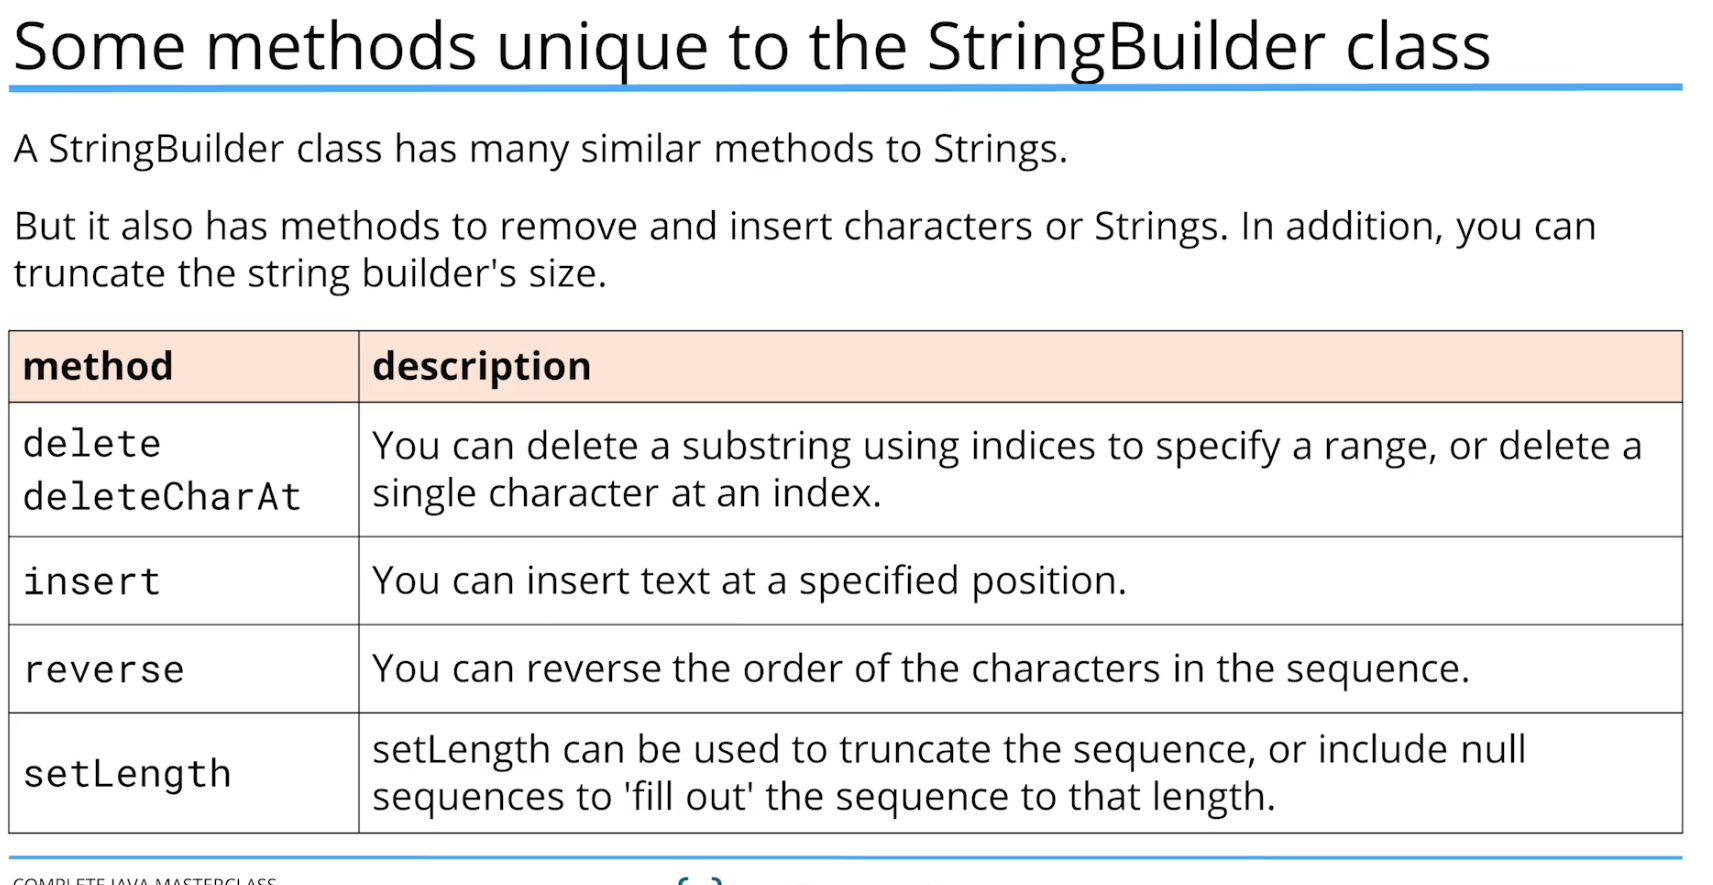 Some methods unique to the StringBuilder class
A StringBuilder class has many similar methods to Strings.
But it also has methods to remove and insert characters or Strings. In addition, you can
truncate the string builder's size.
method
description
delete
deleteCharAt
You can delete a substring using indices to specify a range, or delete a
single character at an index.
insert
You can insert text at a specified position.
reverse
You can reverse the order of the characters in the sequence.
setLength
setLength can be used to truncate the sequence, or include null
sequences to 'fill out' the sequence to that length.
COMPLETE JAVA MASTERCLASS